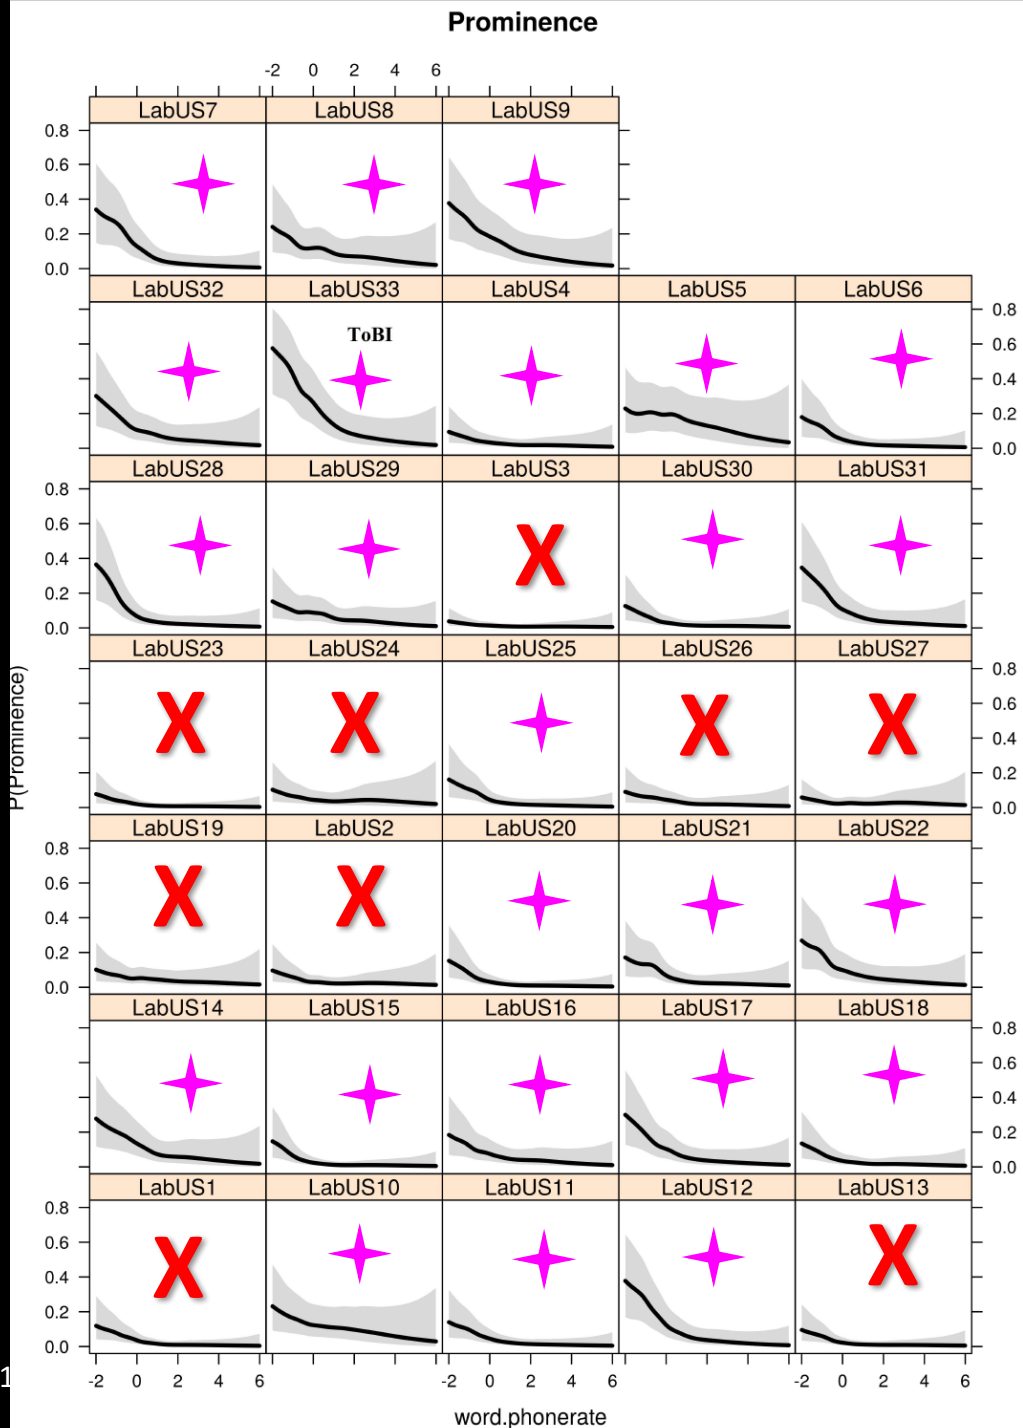 Prominence
-2 0 2 4 6
LabUS7 LabUS8 LabUS9
0.8
0.6
0.4
0.2
0.0
LabUS32 LabUS33 LabUS4 LabUS5 LabUS6
ToBI
0.8
0.6
0.4
0.2
0.0
LabUS28 LabUS29 LabUS3 LabUS30 LabUS31
X
0.8
0.6
0.4
0.2
0.0
LabUS23 LabUS24 LabUS25 LabUS26 LabUS27
X X X X
0.8
0.6
0.4
0.2
0.0
P(Prominence)
LabUS19 LabUS2 LabUS20 LabUS21 LabUS22
X X
0.8
0.6
0.4
0.2
0.0
LabUS14 LabUS15 LabUS16 LabUS17 LabUS18
0.8
0.6
0.4
0.2
0.0
LabUS1 LabUS10 LabUS11 LabUS12 LabUS13
X X
0.8
0.6
0.4
0.2
0.0
1
-2 0 2 4 6 -2 0 2 4 6 -2 0 2 4 6
word.phonerate